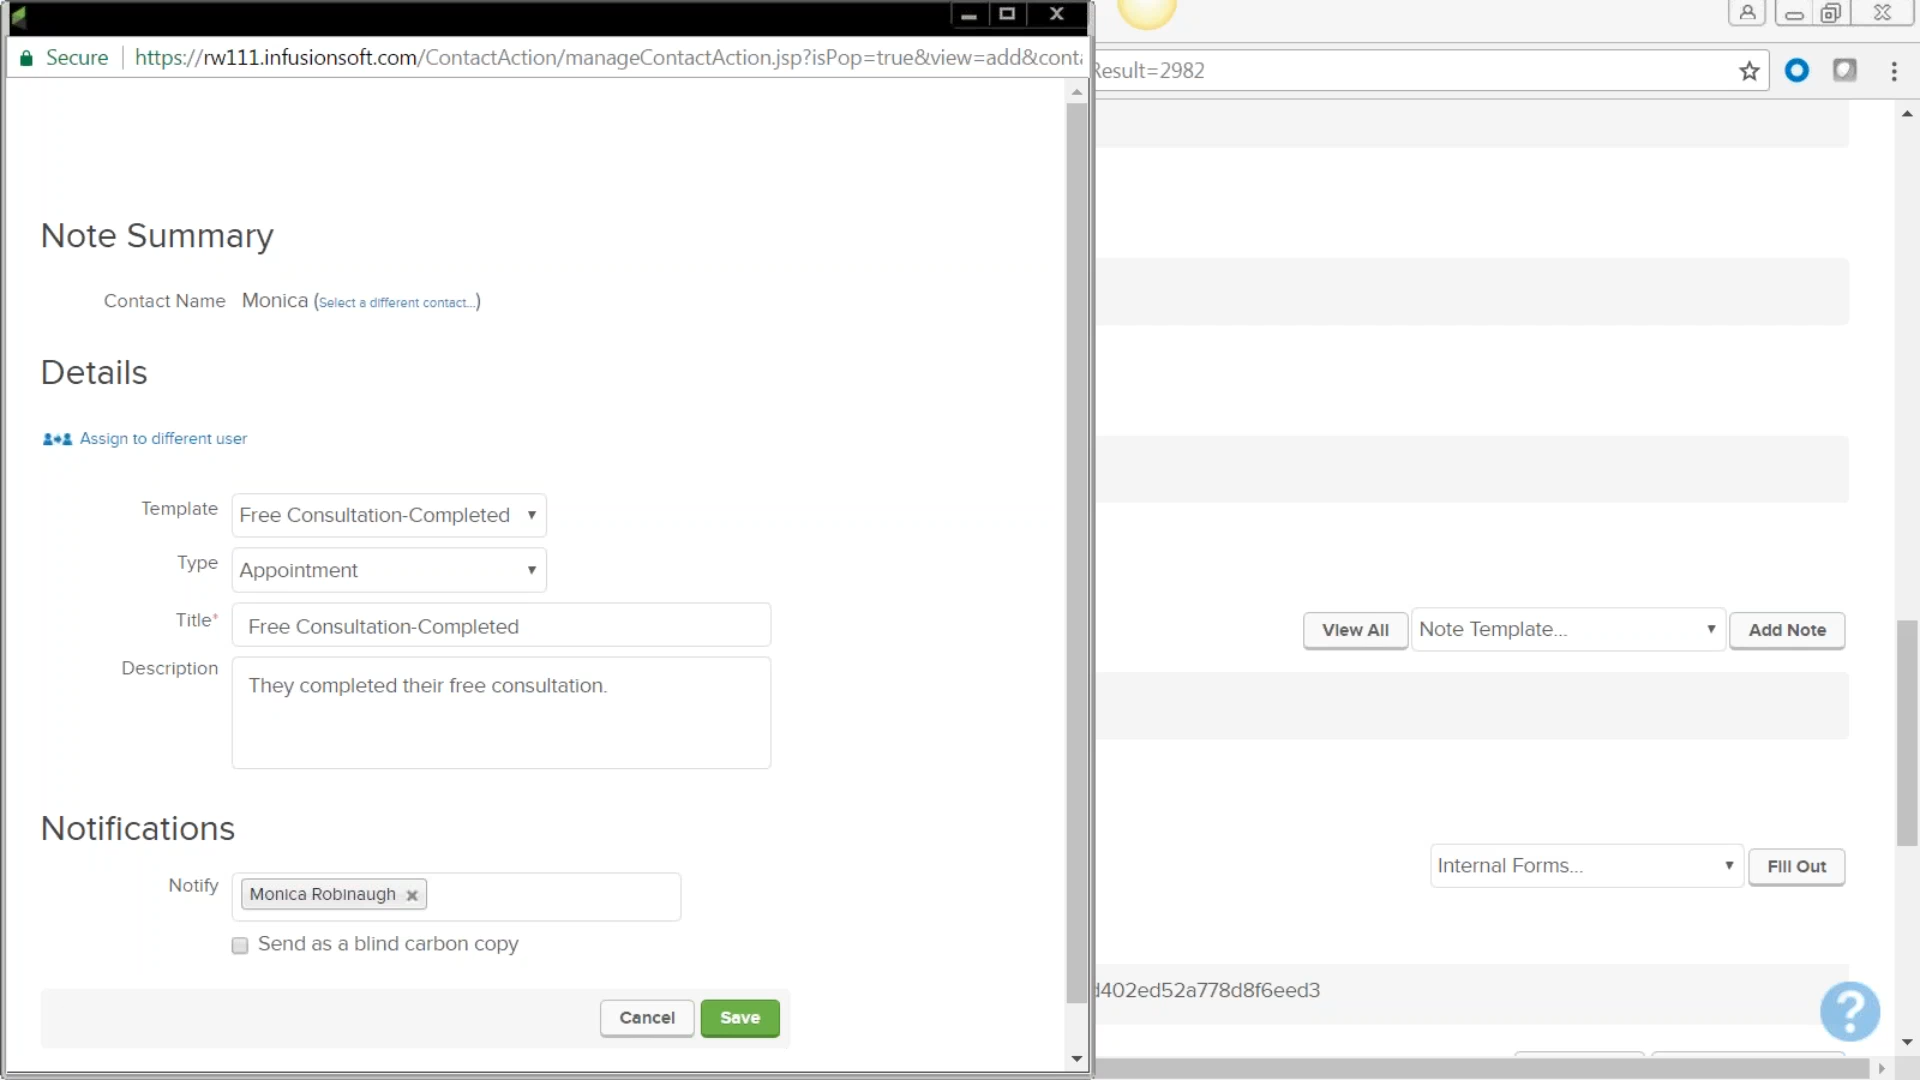 Secure
https://rw111.infusionsoft.com/ContactAction/manageContactAction.jsp?isPop=true&view=add&conta
Result=2982
Note Summary
Contact Name Monica (Select a different contact...)
Details
Assign to different user
Template Free Consultation-Completed
Type Appointment
Title* Free Consultation-Completed
Description They completed their free consultation.
Notifications
Notify Monica Robinaugh
Send as a blind carbon copy
Cancel Save
View All Note Template... Add Note
Internal Forms... Fill Out
d402ed52a778d8f6eed3
?